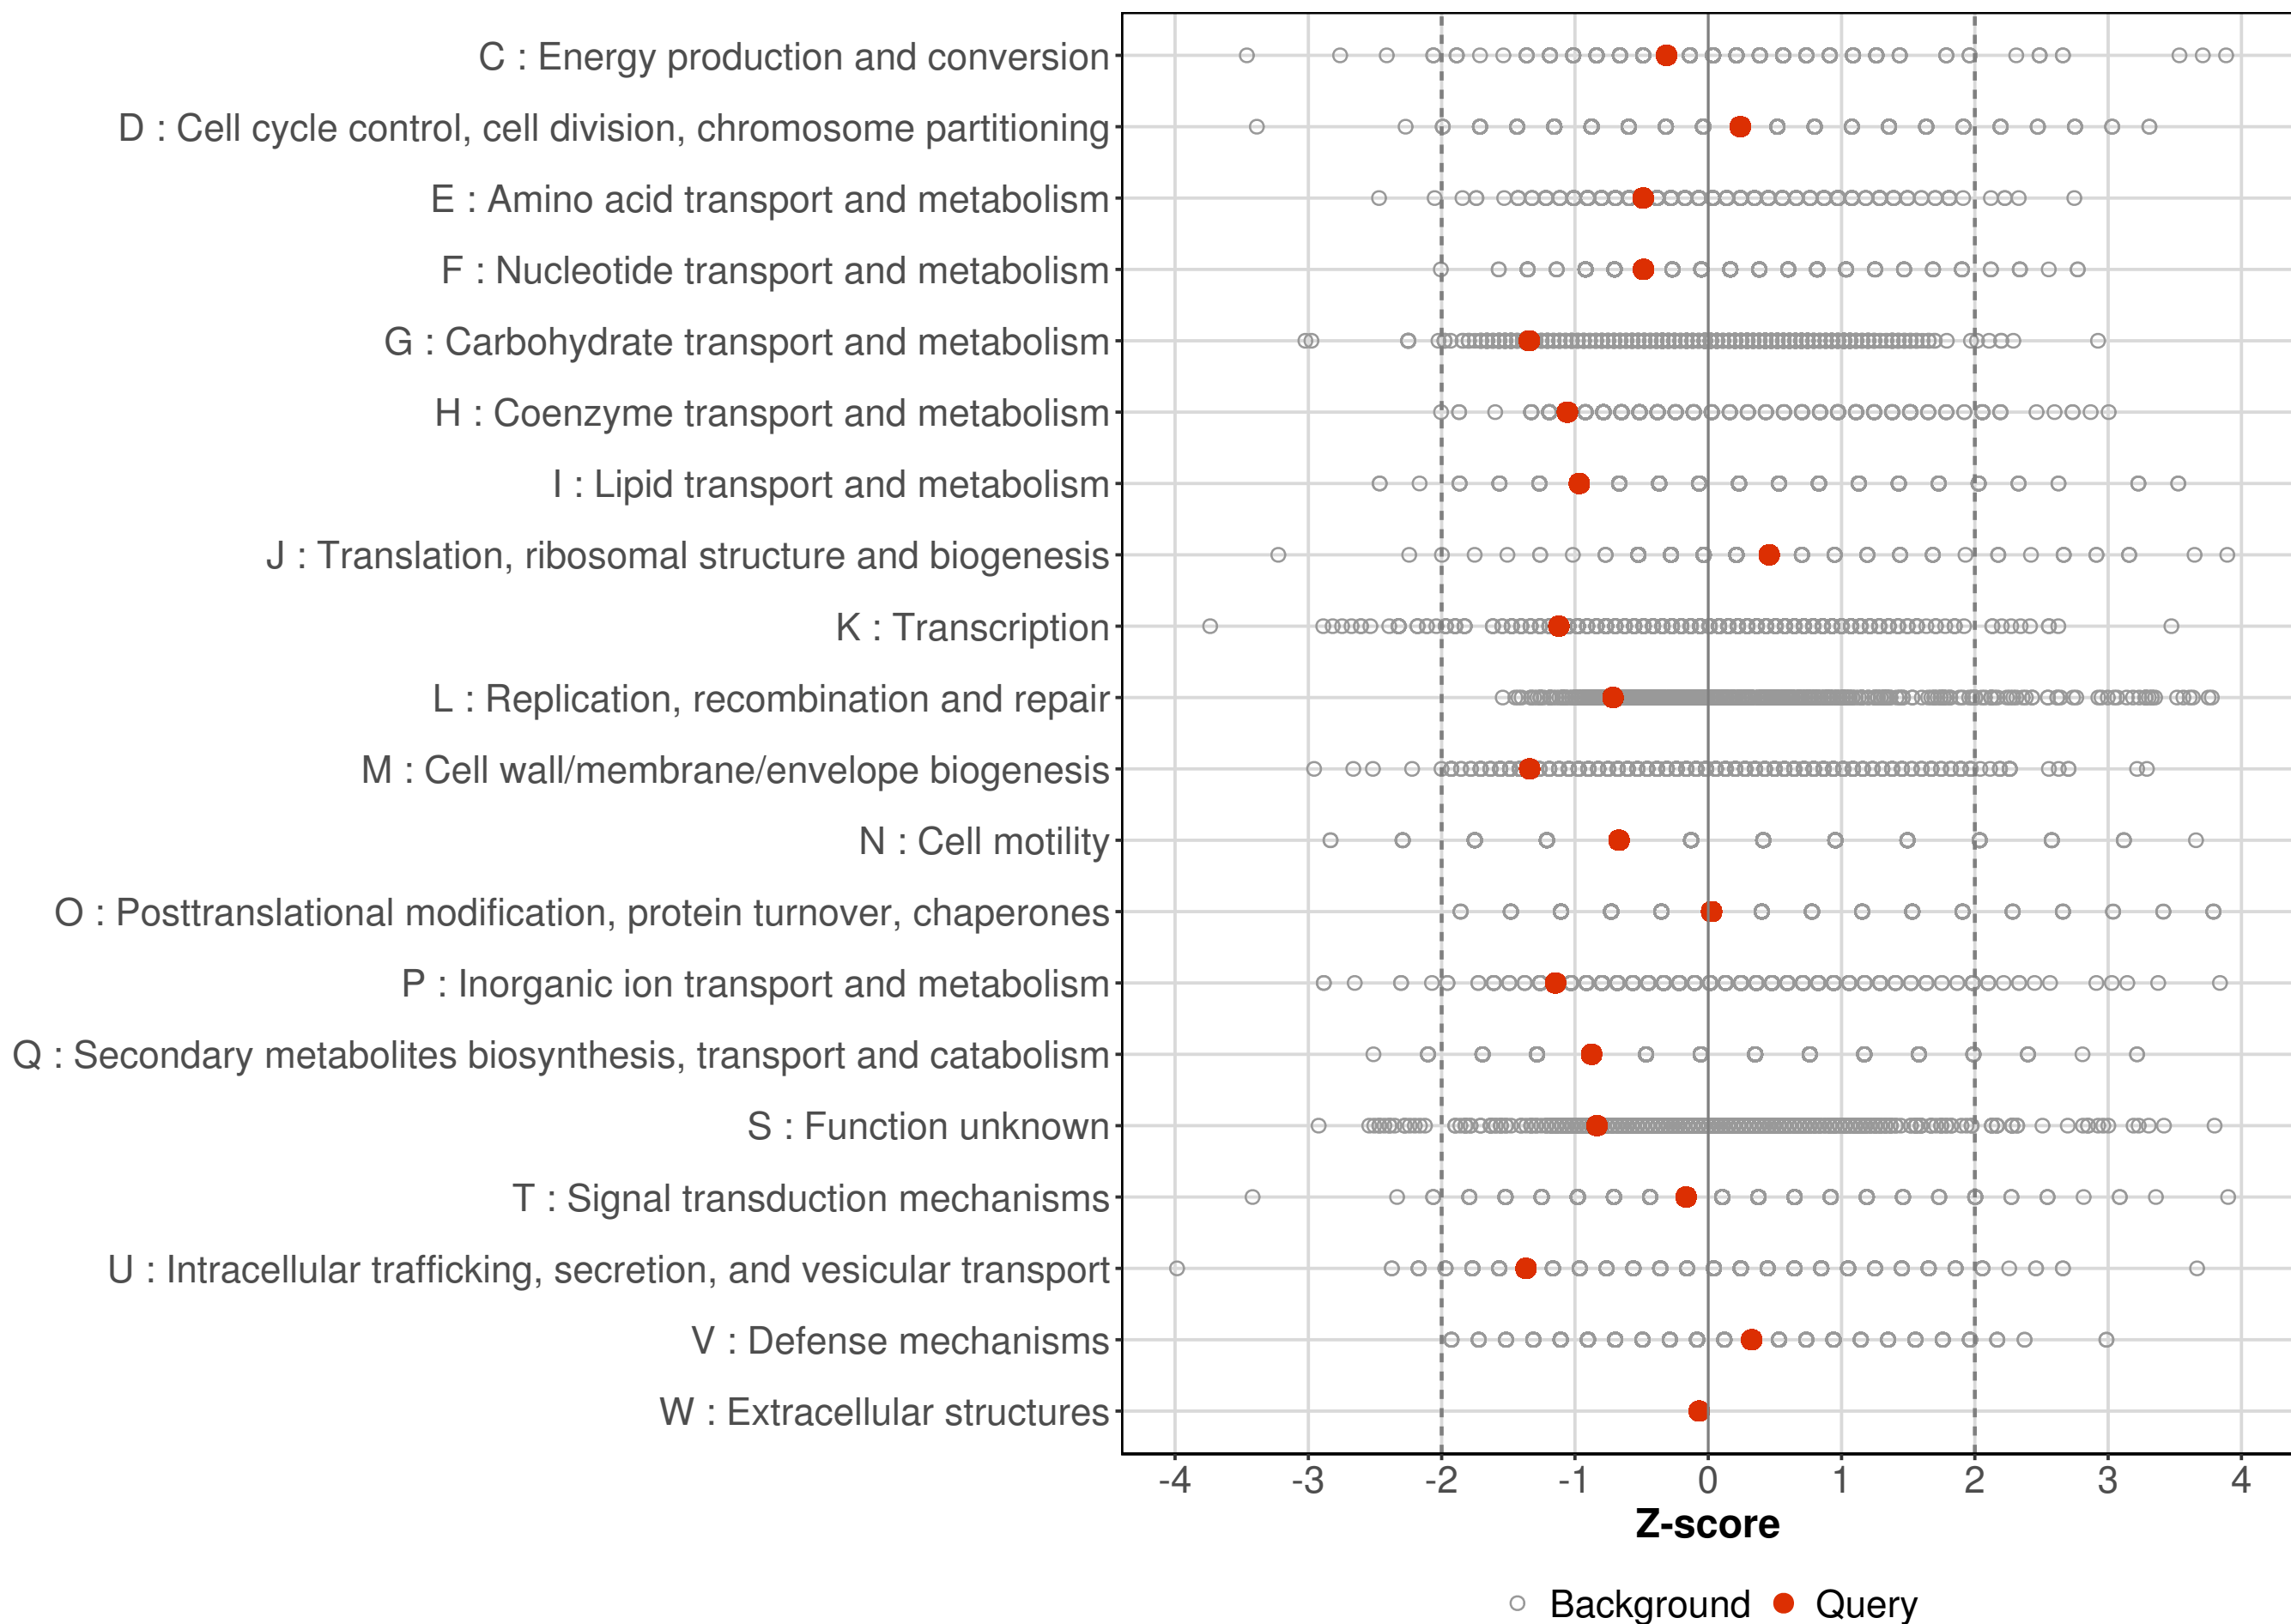 C : Energy production and conversion
D : Cell cycle control, cell division, chromosome partitioning
E : Amino acid transport and metabolism
F : Nucleotide transport and metabolism
G : Carbohydrate transport and metabolism
H : Coenzyme transport and metabolism
I : Lipid transport and metabolism
J : Translation, ribosomal structure and biogenesis
K : Transcription
L : Replication, recombination and repair
M : Cell wall/membrane/envelope biogenesis
N : Cell motility
O : Posttranslational modification, protein turnover, chaperones
P : Inorganic ion transport and metabolism
Q : Secondary metabolites biosynthesis, transport and catabolism
S : Function unknown
T : Signal transduction mechanisms
U : Intracellular trafficking, secretion, and vesicular transport
V : Defense mechanisms
W : Extracellular structures
-4 -3 -2 -1 0 1 2 3 4
Z-score
Background Query